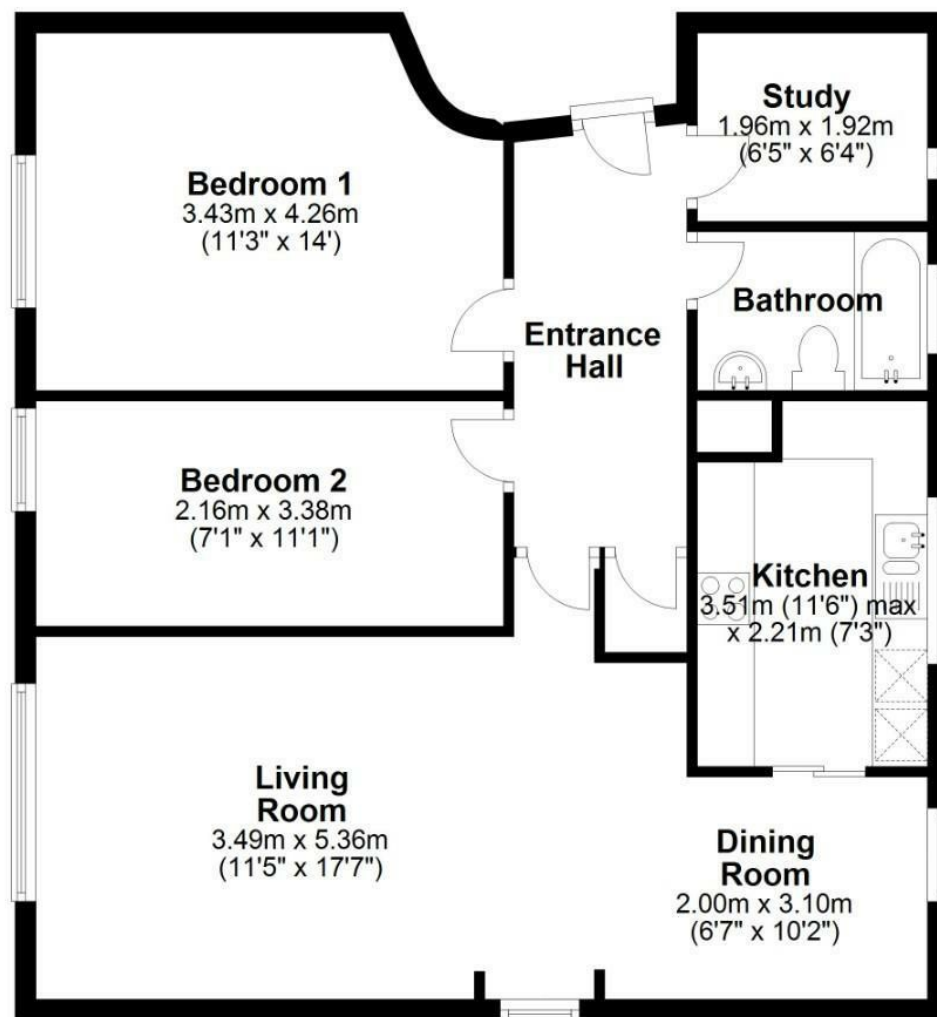 Study
1.96m x 1.92m
(6'5" x 6'4")
Bedroom 1
3.43m x 4.26m
(11'3" x 14')
Bathroom
Entrance
Hall
Bedroom 2
2.16m x 3.38m
(7'1" x 11'1")
Kitchen
3.51m (11'6") max
x 2.21m (7'3")
Living
Room
3.49m x 5.36m
(11'5" x 17'7")
Dining
Room
2.00m x 3.10m
(6'7" x 10'2")